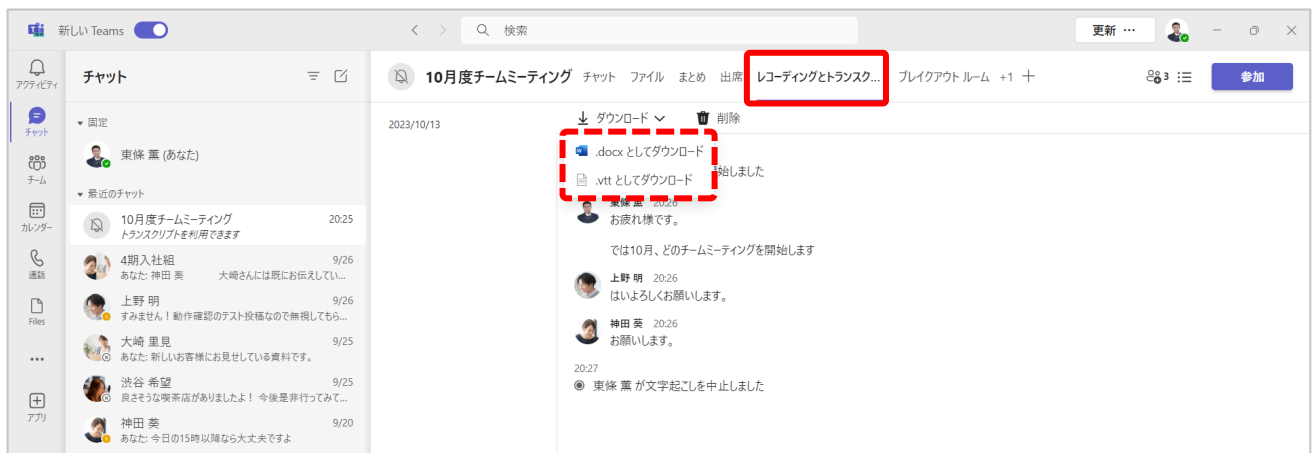 新しい Teams
検索
更新 …
アクティビティ
チャット
チーム
カレンダー
通話
Files
アプリ
チャット
▾ 固定
東條 薫 (あなた)
▾ 最近のチャット
10月度チームミーティング 20:25
トランスクリプトを利用できます
4期入社組 9/26
あなた: 神田 葵 大崎さんには既にお伝えしてい...
上野 明 9/26
すみません！動作確認のテスト投稿なので無視してもら...
大崎 里見 9/25
あなた: 新しいお客様にお見せしている資料です。
渋谷 希望 9/25
良さそうな喫茶店がありましたよ！ 今後是非行ってみて...
神田 葵 9/20
あなた: 今日の15時以降なら大丈夫ですよ
10月度チームミーティング チャット ファイル まとめ 出席 レコーディングとトランスク... ブレイクアウト ルーム +1
3
参加
2023/10/13
ダウンロード 削除
.docx としてダウンロード
.vtt としてダウンロード
始しました
東條 薫 20:26
お疲れ様です。
では10月、どのチームミーティングを開始します
上野 明 20:26
はいよろしくお願いします。
神田 葵 20:26
お願いします。
20:27
東條 薫 が文字起こしを中止しました